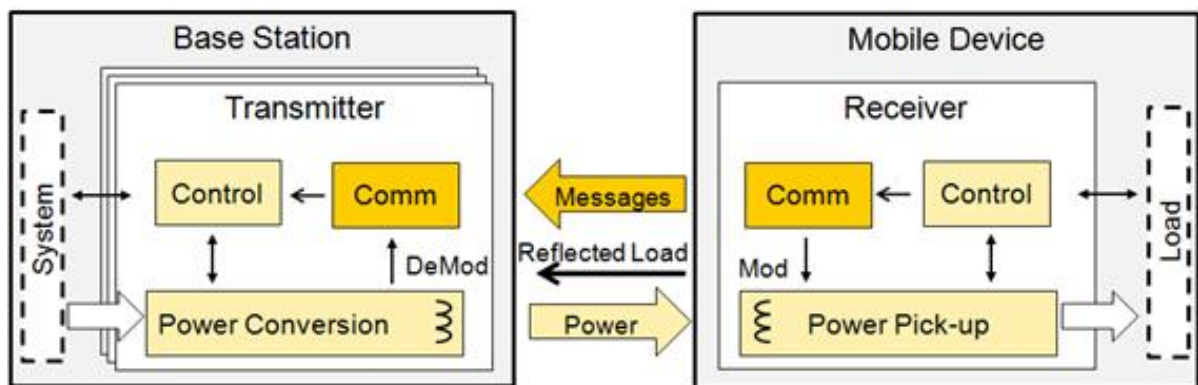 Base Station
Transmitter
System
Control
Comm
DeMod
Power Conversion
Messages
Reflected Load
Power
Mobile Device
Receiver
Comm
Control
Mod
Power Pick-up
Load